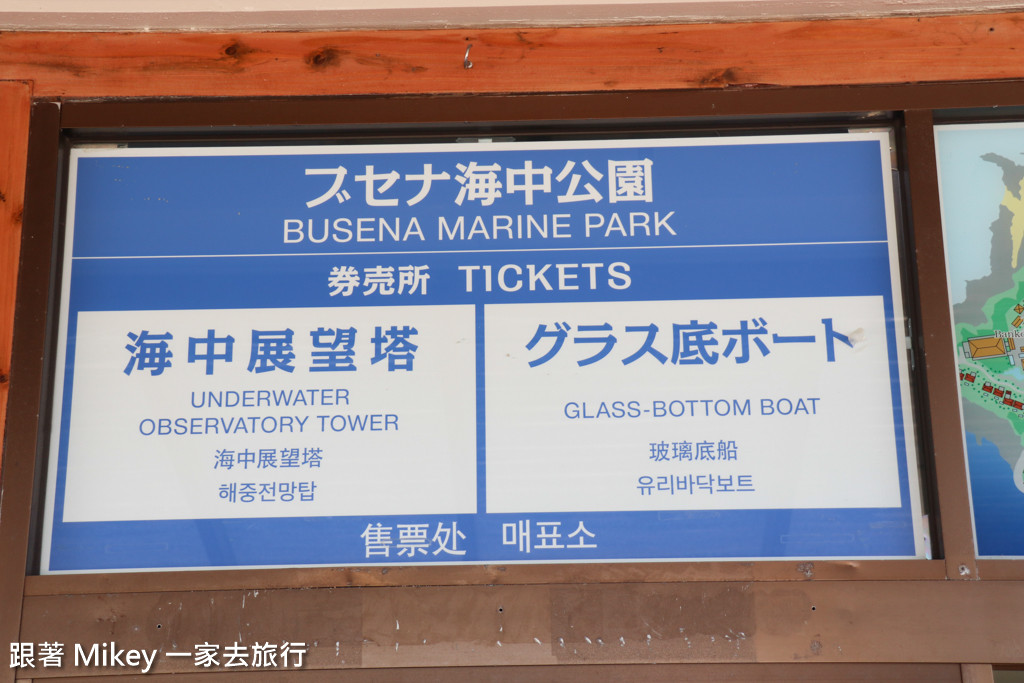 ブセナ海中公園
BUSENA MARINE PARK
券売所 TICKETS
海中展望塔
UNDERWATER
OBSERVATORY TOWER
海中展望塔
해중전망탑
グラス底ボート
GLASS-BOTTOM BOAT
玻璃底船
유리바닥보트
售票处 매표소
跟著 Mikey 一家去旅行